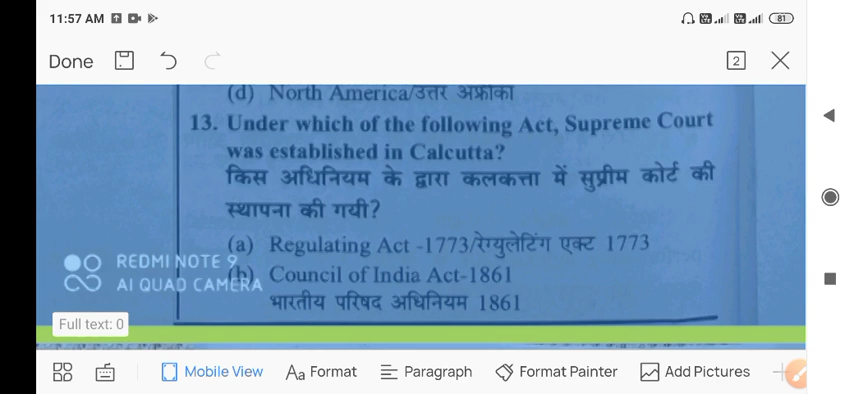 11:57 AM
81
Done
2
(d) North America/उत्तर अफ्रीका
13. Under which of the following Act, Supreme Court
was established in Calcutta?
किस अधिनियम के द्वारा कलकत्ता में सुप्रीम कोर्ट की
स्थापना की गयी?
(a) Regulating Act -1773/रेग्युलेटिंग एक्ट 1773
REDMI NOTE 9
(b) Council of India Act-1861
AI QUAD CAMERA
भारतीय परिषद अधिनियम 1861
Full text: 0
Mobile View
Aa Format
Paragraph
Format Painter
Add Pictures